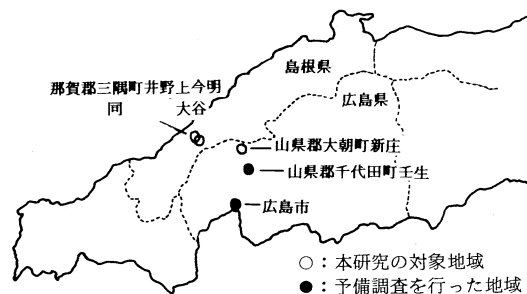 島根県
広島県
那賀郡三隅町井野上今明
同 大谷
山県郡大朝町新庄
山県郡千代田町壬生
広島市
○：本研究の対象地域
●：予備調査を行った地域